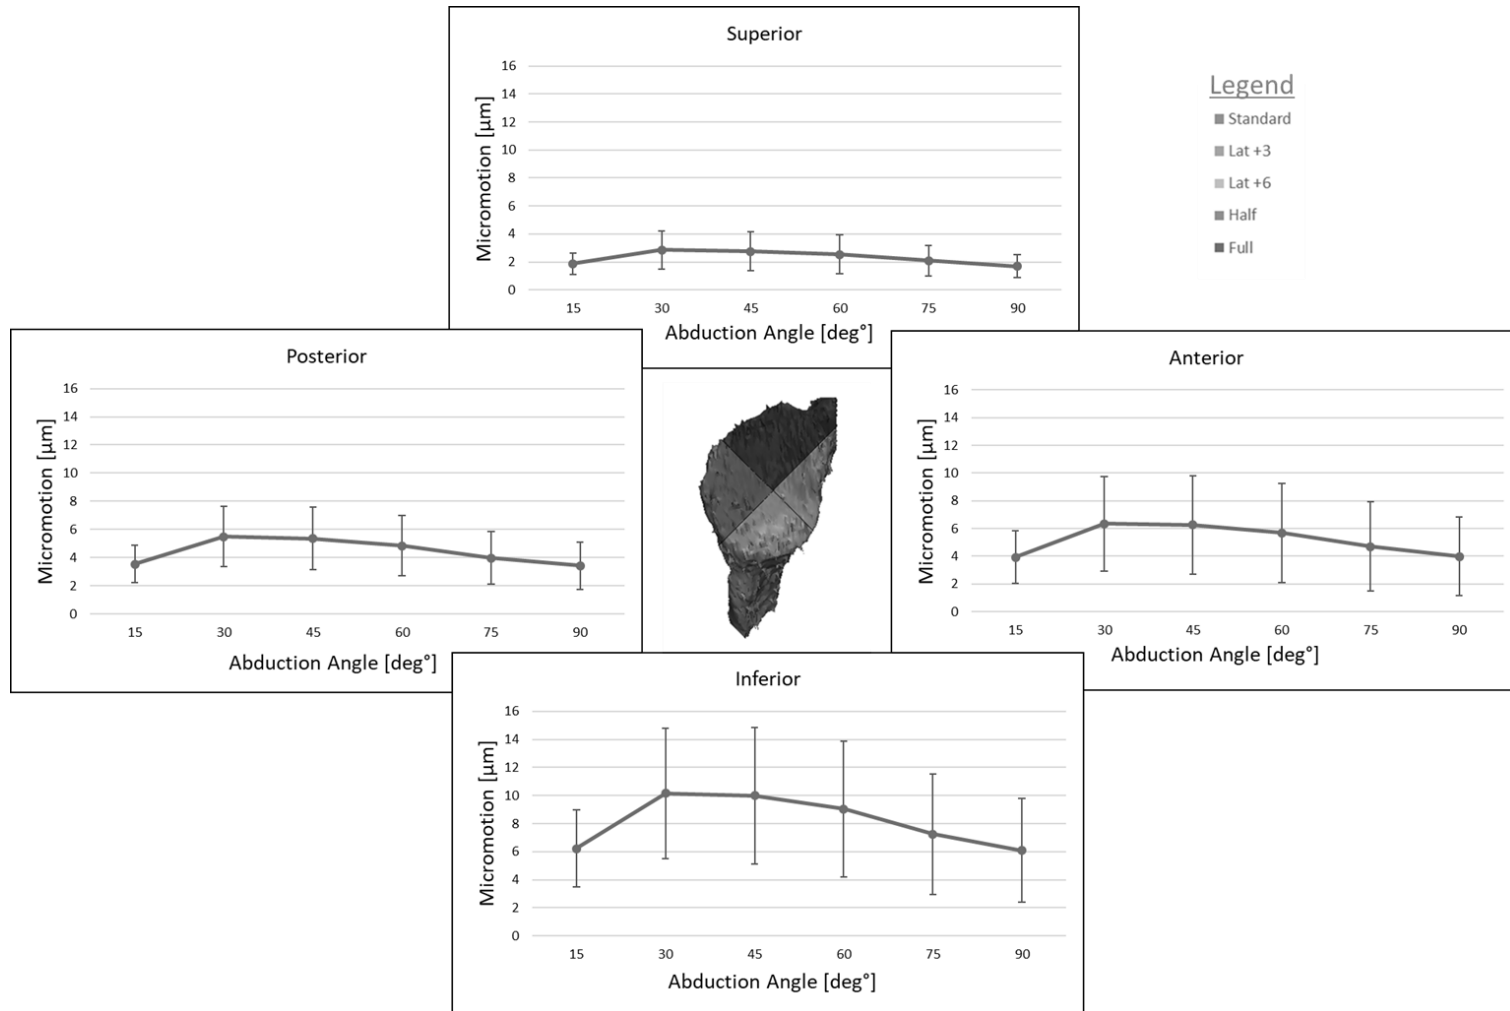 Superior
Micromotion [µm]
16
14
12
10
8
6
4
2
0
15 30 45 60 75 90
Abduction Angle [deg°]
Legend
Standard
Lat +3
Lat +6
Half
Full
Posterior
Micromotion [µm]
16
14
12
10
8
6
4
2
0
15 30 45 60 75 90
Abduction Angle [deg°]
Anterior
Micromotion [µm]
16
14
12
10
8
6
4
2
0
15 30 45 60 75 90
Abduction Angle [deg°]
Inferior
Micromotion [µm]
16
14
12
10
8
6
4
2
0
15 30 45 60 75 90
Abduction Angle [deg°]